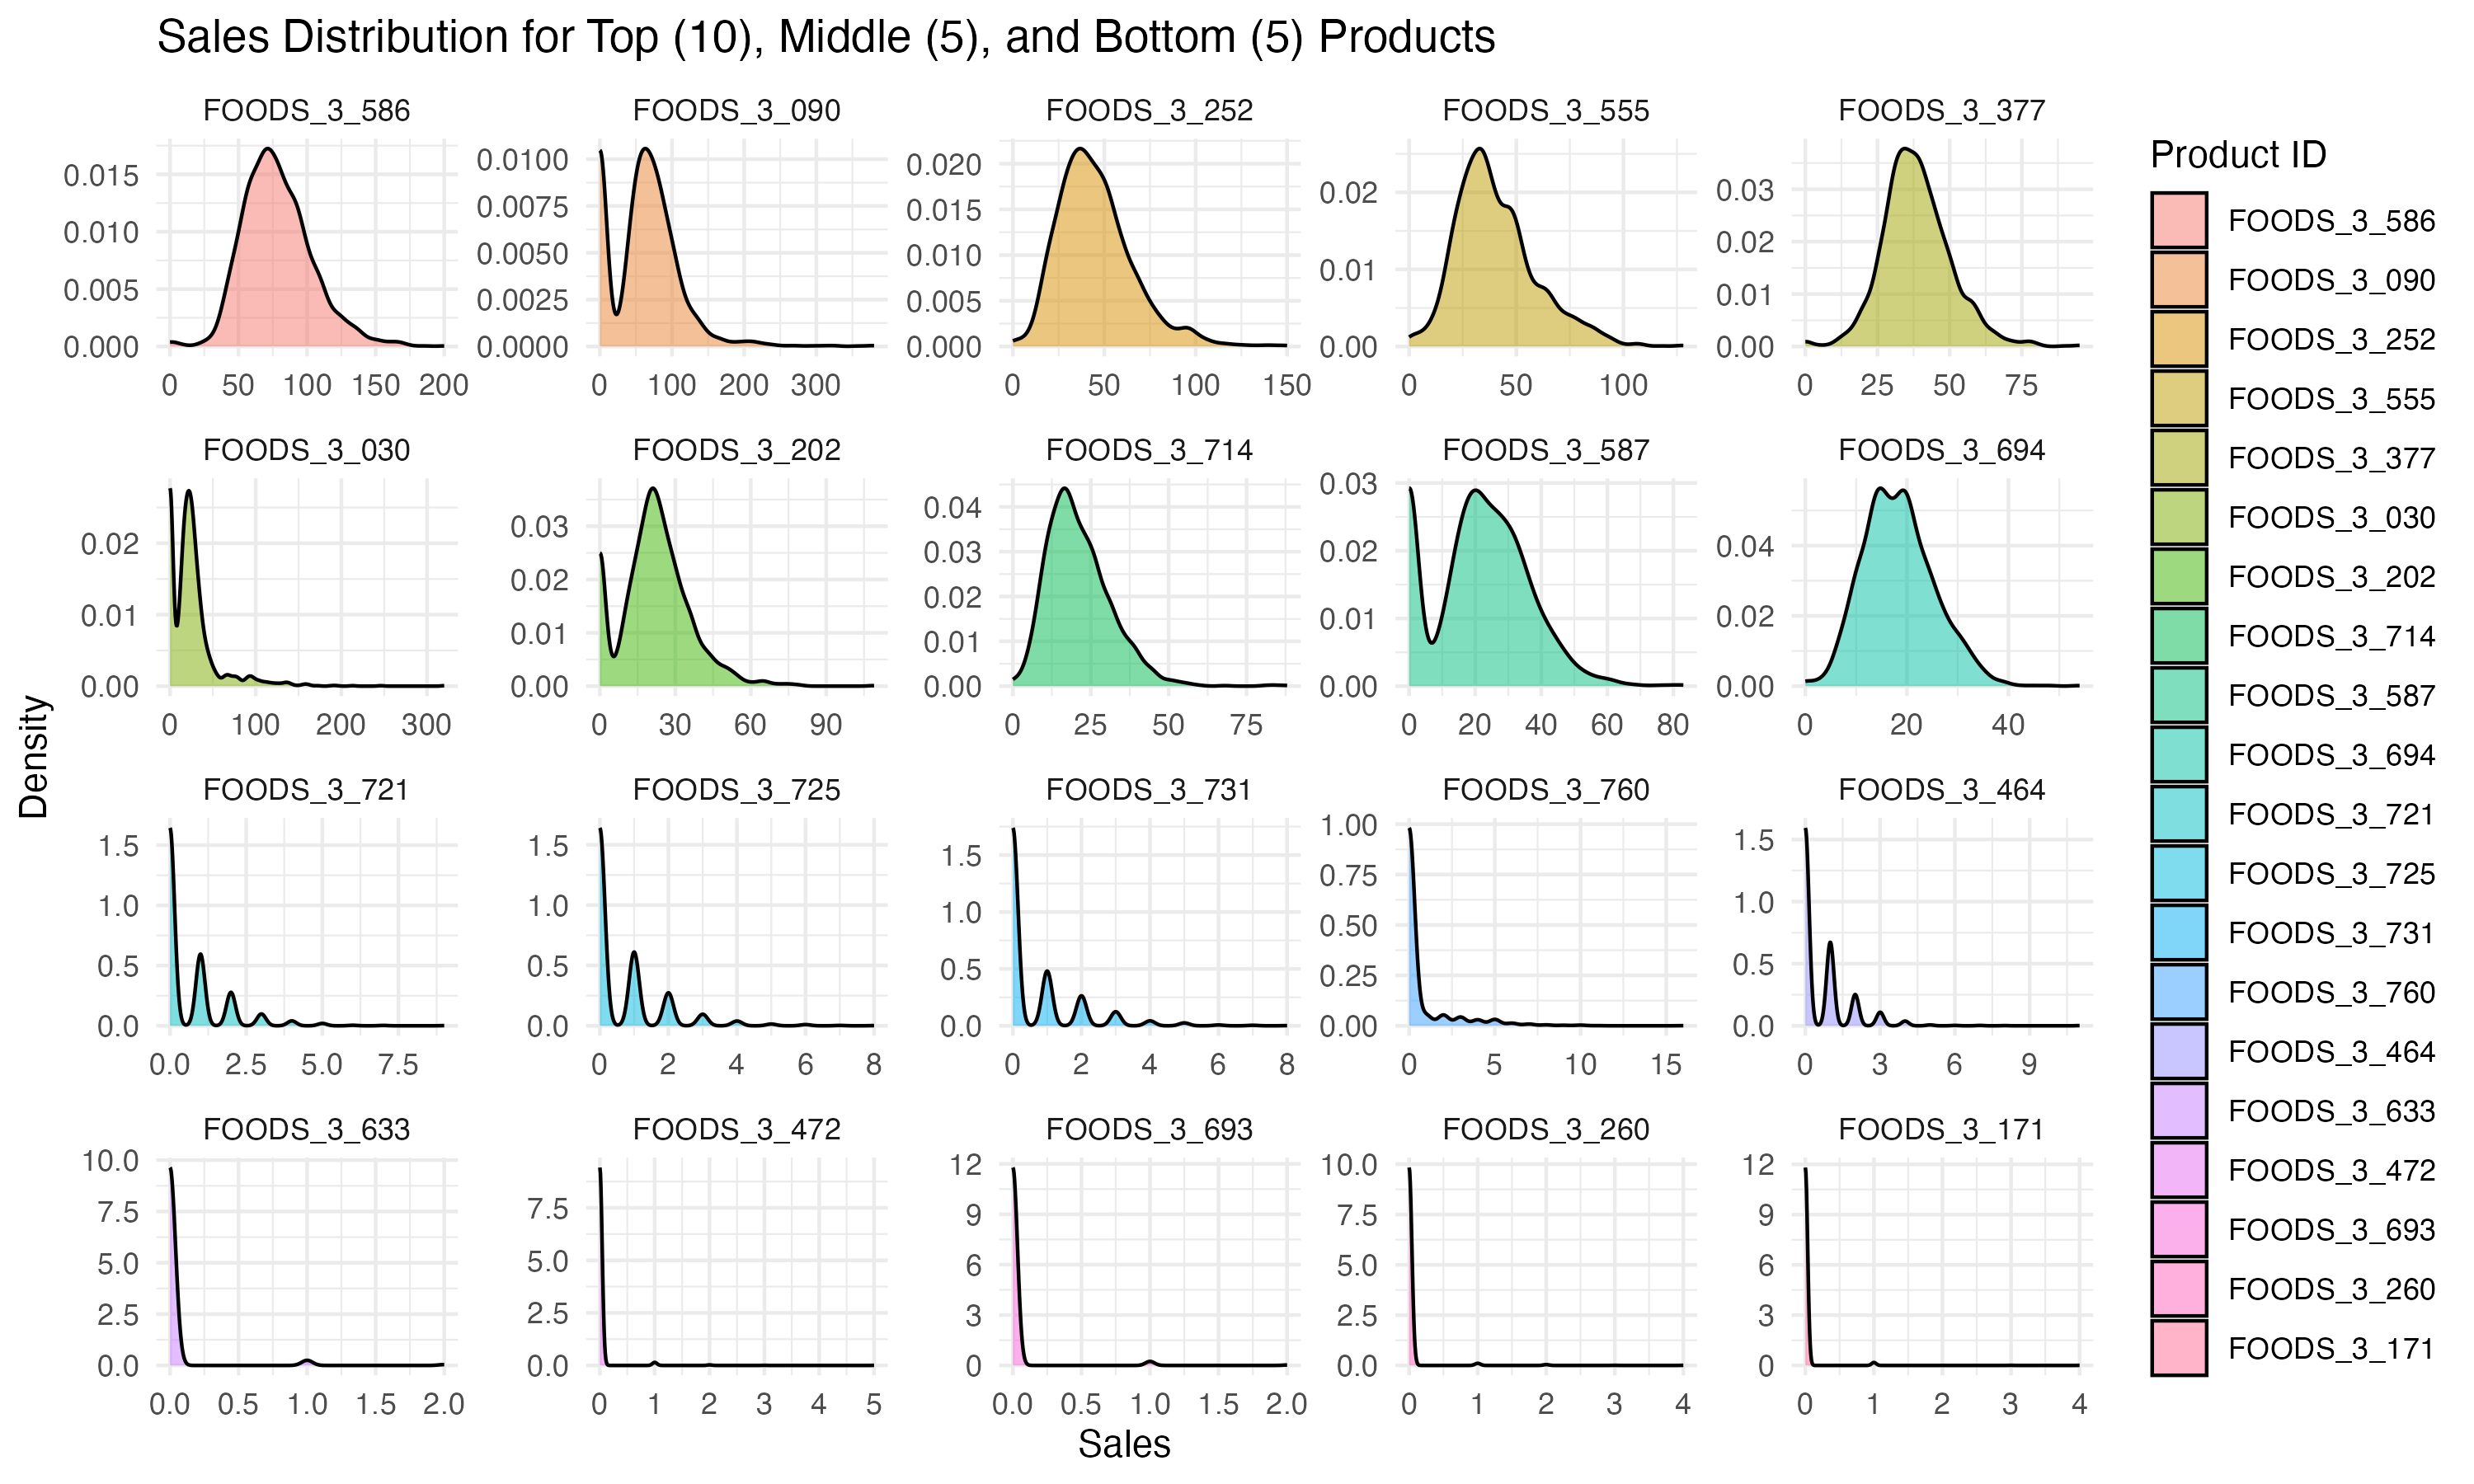 Sales Distribution for Top (10), Middle (5), and Bottom (5) Products
FOODS_3_586 FOODS_3_090 FOODS_3_252 FOODS_3_555 FOODS_3_377
0.015 0.010 0.005 0.000
0 50 100 150 200
0.0100 0.0075 0.0050 0.0025 0.0000
0 100 200 300
0.020 0.015 0.010 0.005 0.000
0 50 100 150
0.02 0.01 0.00
0 50 100
0.03 0.02 0.01 0.00
0 25 50 75
FOODS_3_030 FOODS_3_202 FOODS_3_714 FOODS_3_587 FOODS_3_694
0.02 0.01 0.00
0 100 200 300
0.03 0.02 0.01 0.00
0 30 60 90
0.04 0.03 0.02 0.01 0.00
0 25 50 75
0.03 0.02 0.01 0.00
0 20 40 60 80
0.04 0.02 0.00
0 20 40
FOODS_3_721 FOODS_3_725 FOODS_3_731 FOODS_3_760 FOODS_3_464
1.5 1.0 0.5 0.0
0.0 2.5 5.0 7.5
1.5 1.0 0.5 0.0
0 2 4 6 8
1.5 1.0 0.5 0.0
0 2 4 6 8
1.00 0.75 0.50 0.25 0.00
0 5 10 15
1.5 1.0 0.5 0.0
0 3 6 9
FOODS_3_633 FOODS_3_472 FOODS_3_693 FOODS_3_260 FOODS_3_171
10.0 7.5 5.0 2.5 0.0
0.0 0.5 1.0 1.5 2.0
7.5 5.0 2.5 0.0
0 1 2 3 4 5
12 9 6 3 0
0.0 0.5 1.0 1.5 2.0
10.0 7.5 5.0 2.5 0.0
0 1 2 3 4
12 9 6 3 0
0 1 2 3 4
Density
Sales
Product ID
FOODS_3_586
FOODS_3_090
FOODS_3_252
FOODS_3_555
FOODS_3_377
FOODS_3_030
FOODS_3_202
FOODS_3_714
FOODS_3_587
FOODS_3_694
FOODS_3_721
FOODS_3_725
FOODS_3_731
FOODS_3_760
FOODS_3_464
FOODS_3_633
FOODS_3_472
FOODS_3_693
FOODS_3_260
FOODS_3_171